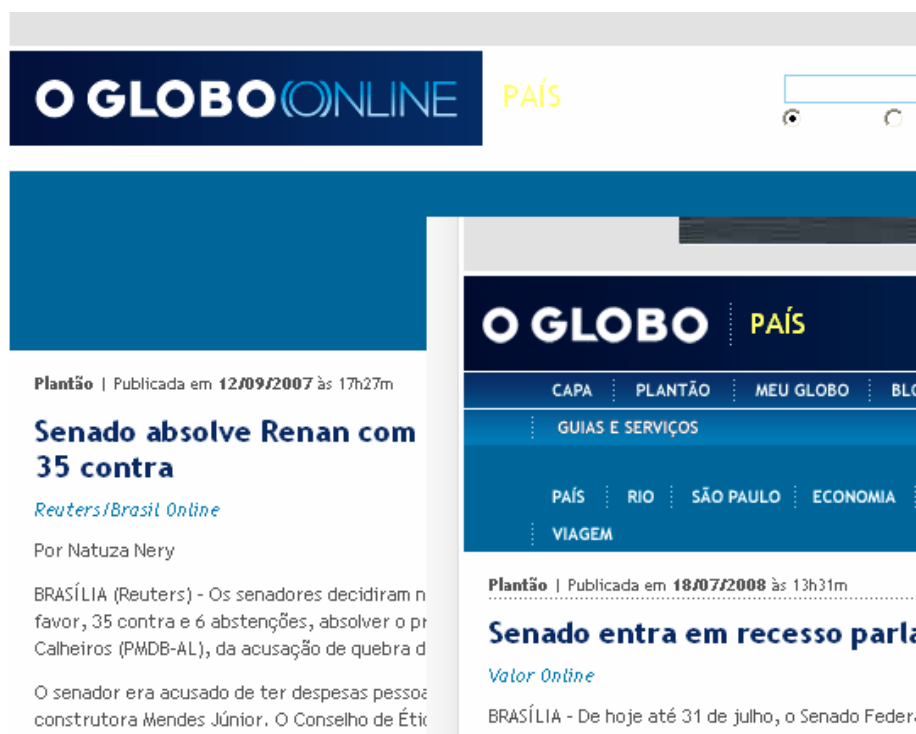 O GLOBO ONLINE PAÍS
Plantão | Publicada em 12/09/2007 às 17h27m
Senado absolve Renan com
35 contra
Reuters/Brasil Online
Por Natuza Nery
BRASÍLIA (Reuters) - Os senadores decidiram
favor, 35 contra e 6 abstenções, absolver o
Calheiros (PMDB-AL), da acusação de quebra
O senador era acusado de ter despesas
construtora Mendes Júnior. O Conselho de
O GLOBO PAÍS
CAPA PLANTÃO MEU GLOBO
GUIAS E SERVIÇOS
PAÍS RIO SÃO PAULO ECONOMIA
VIAGEM
Plantão | Publicada em 18/07/2008 às 13h31m
Senado entra em recesso
Valor Online
BRASÍLIA - De hoje até 31 de julho, o Senado